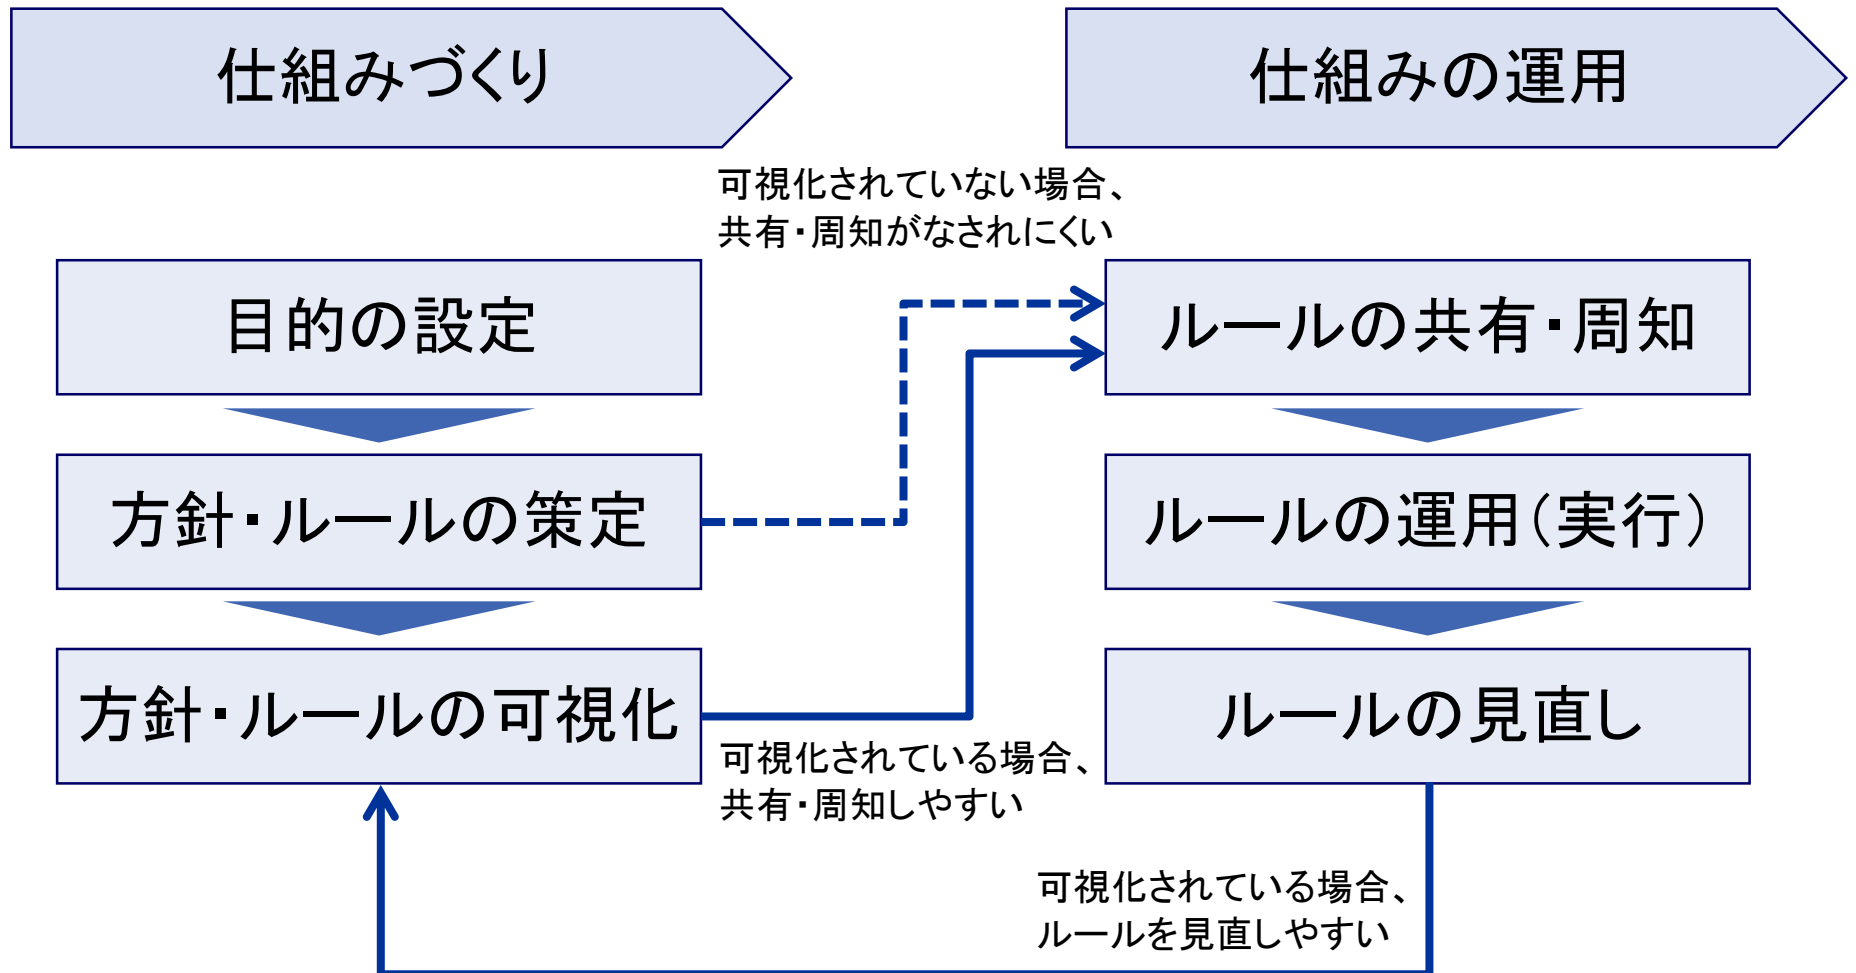 仕組みづくり
仕組みの運用
可視化されていない場合、
共有・周知がなされにくい
目的の設定
ルールの共有・周知
方針・ルールの策定
ルールの運用（実行）
方針・ルールの可視化
ルールの見直し
可視化されている場合、
共有・周知しやすい
可視化されている場合、
ルールを見直しやすい